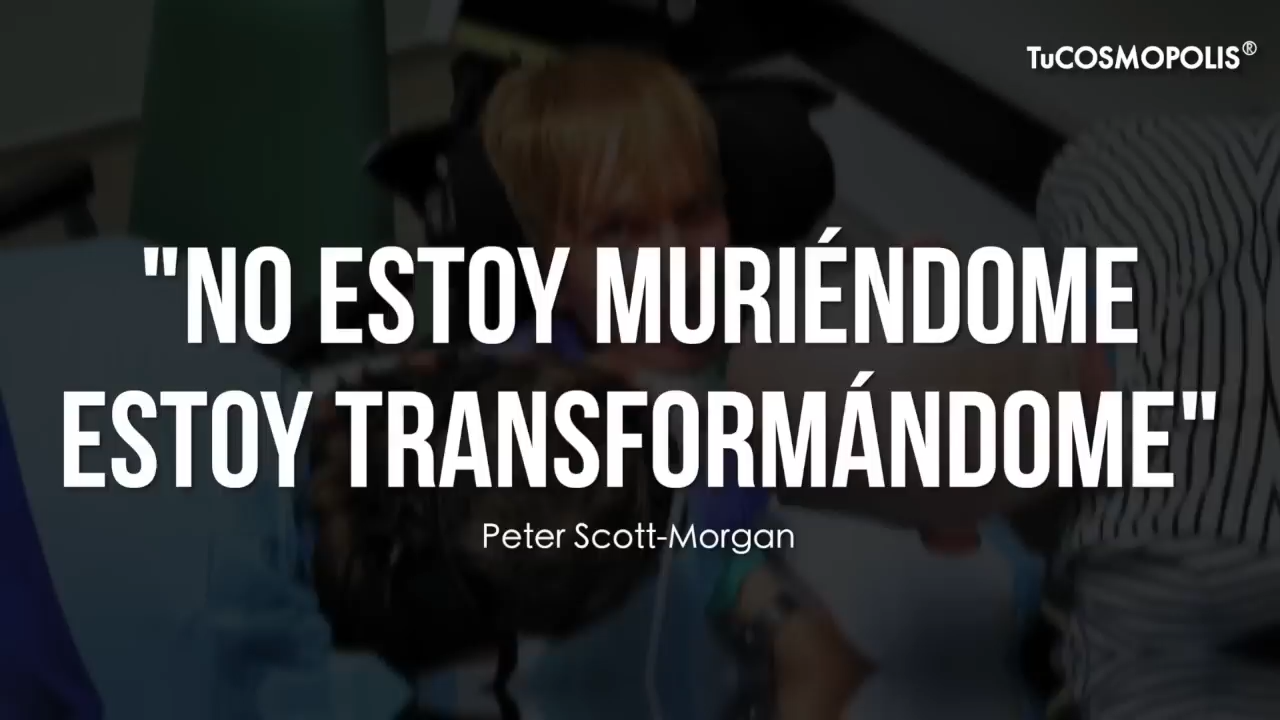 TuCOSMOPOLIS®
"NO ESTOY MURIÉNDOME
ESTOY TRANSFORMÁNDOME"
Peter Scott-Morgan